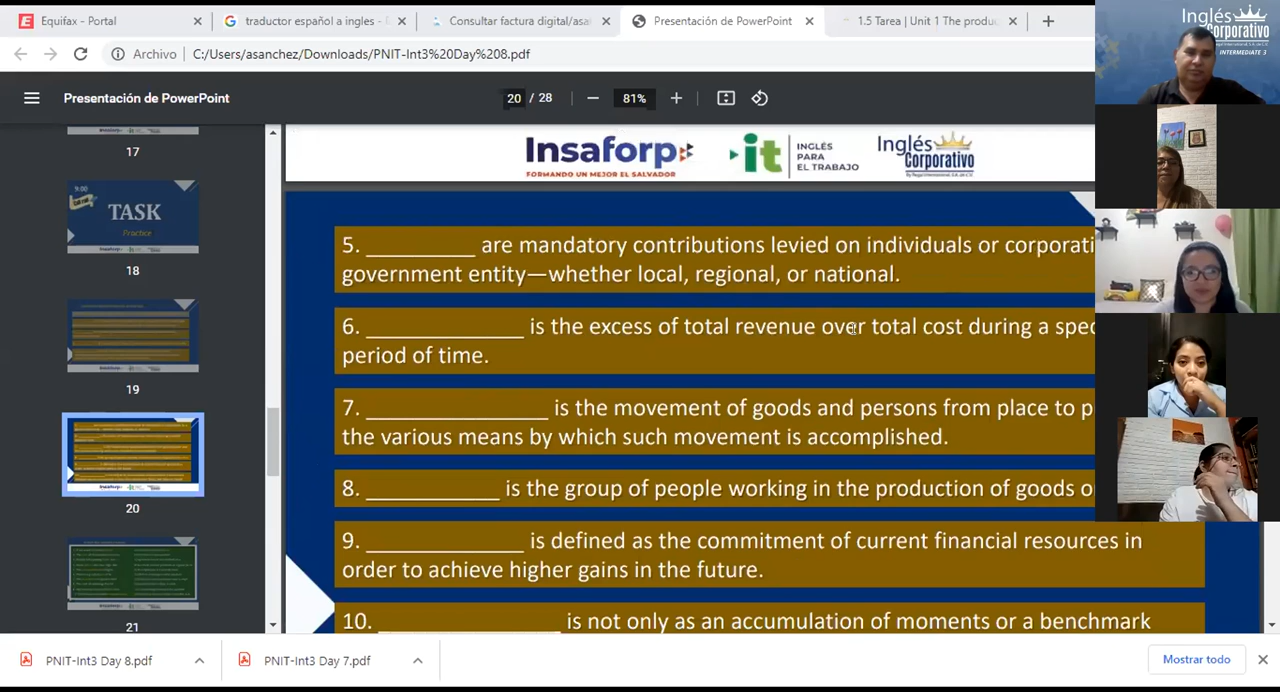 Equifax - Portal
traductor español a ingles -
Consultar factura digital/asa
Presentación de PowerPoint
1.5 Tarea | Unit 1 The produ
Archivo C:/Users/asanchez/Downloads/PNIT-Int3%20Day%208.pdf
Presentación de PowerPoint
20 / 28
81%
Inglés
Corporativo
INTERMEDIATE 3
17
9:00
TASK
Practice
18
19
20
21
Insaforp
FORMANDO UN MEJOR EL SALVADOR
it
INGLÉS
PARA
EL TRABAJO
Inglés
Corporativo
5. __________ are mandatory contributions levied on individuals or corporati
government entity—whether local, regional, or national.
6. ______________ is the excess of total revenue over total cost during a spec
period of time.
7. ________________ is the movement of goods and persons from place to p
the various means by which such movement is accomplished.
8. ____________ is the group of people working in the production of goods o
9. ______________ is defined as the commitment of current financial resources in
order to achieve higher gains in the future.
10. ________________ is not only as an accumulation of moments or a benchmark
PNIT-Int3 Day 8.pdf
PNIT-Int3 Day 7.pdf
Mostrar todo